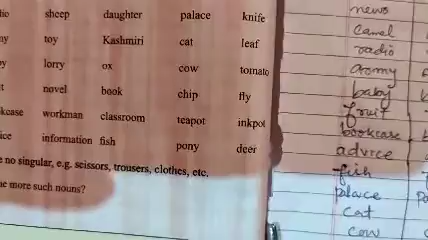 sheep daughter palace knife
toy Kashmiri cat leaf
lorry ox cow tomato
novel book chip fly
workman classroom teapot inkpot
information fish pony deer
no singular, e.g. scissors, trousers, clothes, etc.
more such nouns?
news
camel
radio
army
baby
fruit
bookcase
advice
fish
palace
cat
cow